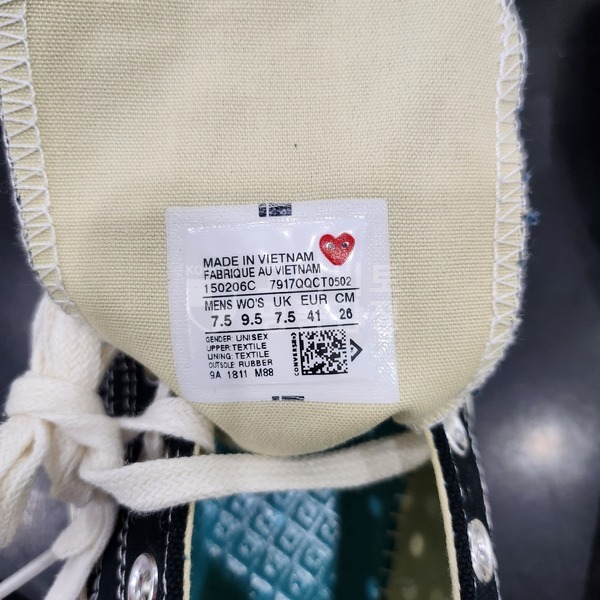 MADE IN VIETNAM
FABRIQUE AU VIETNAM
150206C 7917OQCT0502
MENS WO'S UK EUR CM
7.5 9.5 7.5 41 26
GENDER: UNISEX
UPPER: TEXTILE
LINING: TEXTILE
OUTSOLE: RUBBER
9A 1811 M88
CONVERSE